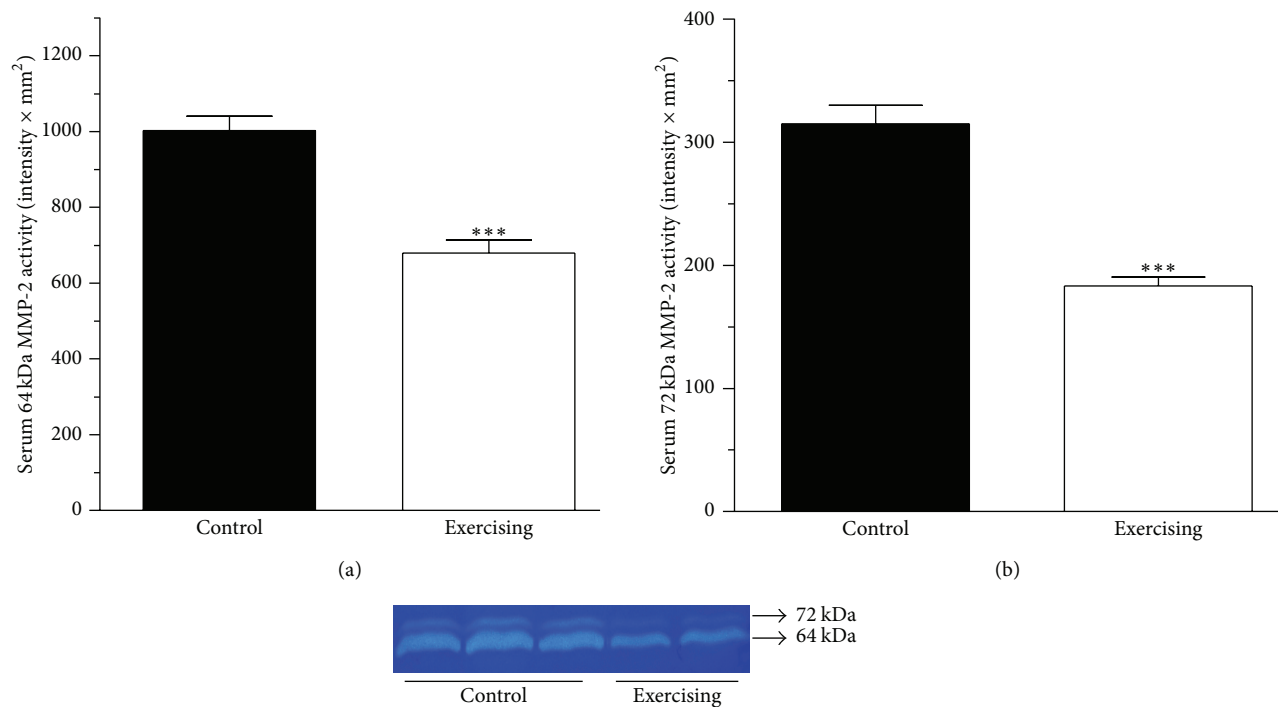 Serum 64 kDa MMP-2 activity (intensity × mm²)
1200
1000
800
600
400
200
0
***
Control
Exercising
(a)
Serum 72 kDa MMP-2 activity (intensity × mm²)
400
300
200
100
0
***
Control
Exercising
(b)
72 kDa
64 kDa
Control
Exercising